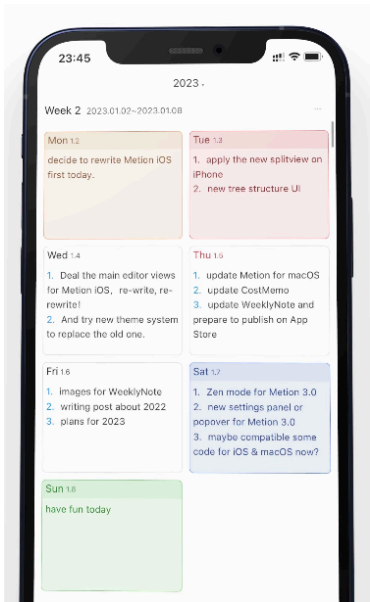 23:45
2023
Week 2 2023.01.02~2023.01.08
Mon 1.2
decide to rewrite Metion iOS
first today.
Tue 1.3
1. apply the new splitview on
iPhone
2. new tree structure UI
Wed 1.4
1. Deal the main editor views
for Metion iOS, re-write, re-
rewrite!
2. And try new theme system
to replace the old one.
Thu 1.5
1. update Metion for macOS
2. update CostMemo
3. update WeeklyNote and
prepare to publish on App
Store
Fri 1.6
1. images for WeeklyNote
2. writing post about 2022
3. plans for 2023
Sat 1.7
1. Zen mode for Metion 3.0
2. new settings panel or
popover for Metion 3.0
3. maybe compatible some
code for iOS & macOS now?
Sun 1.8
have fun today